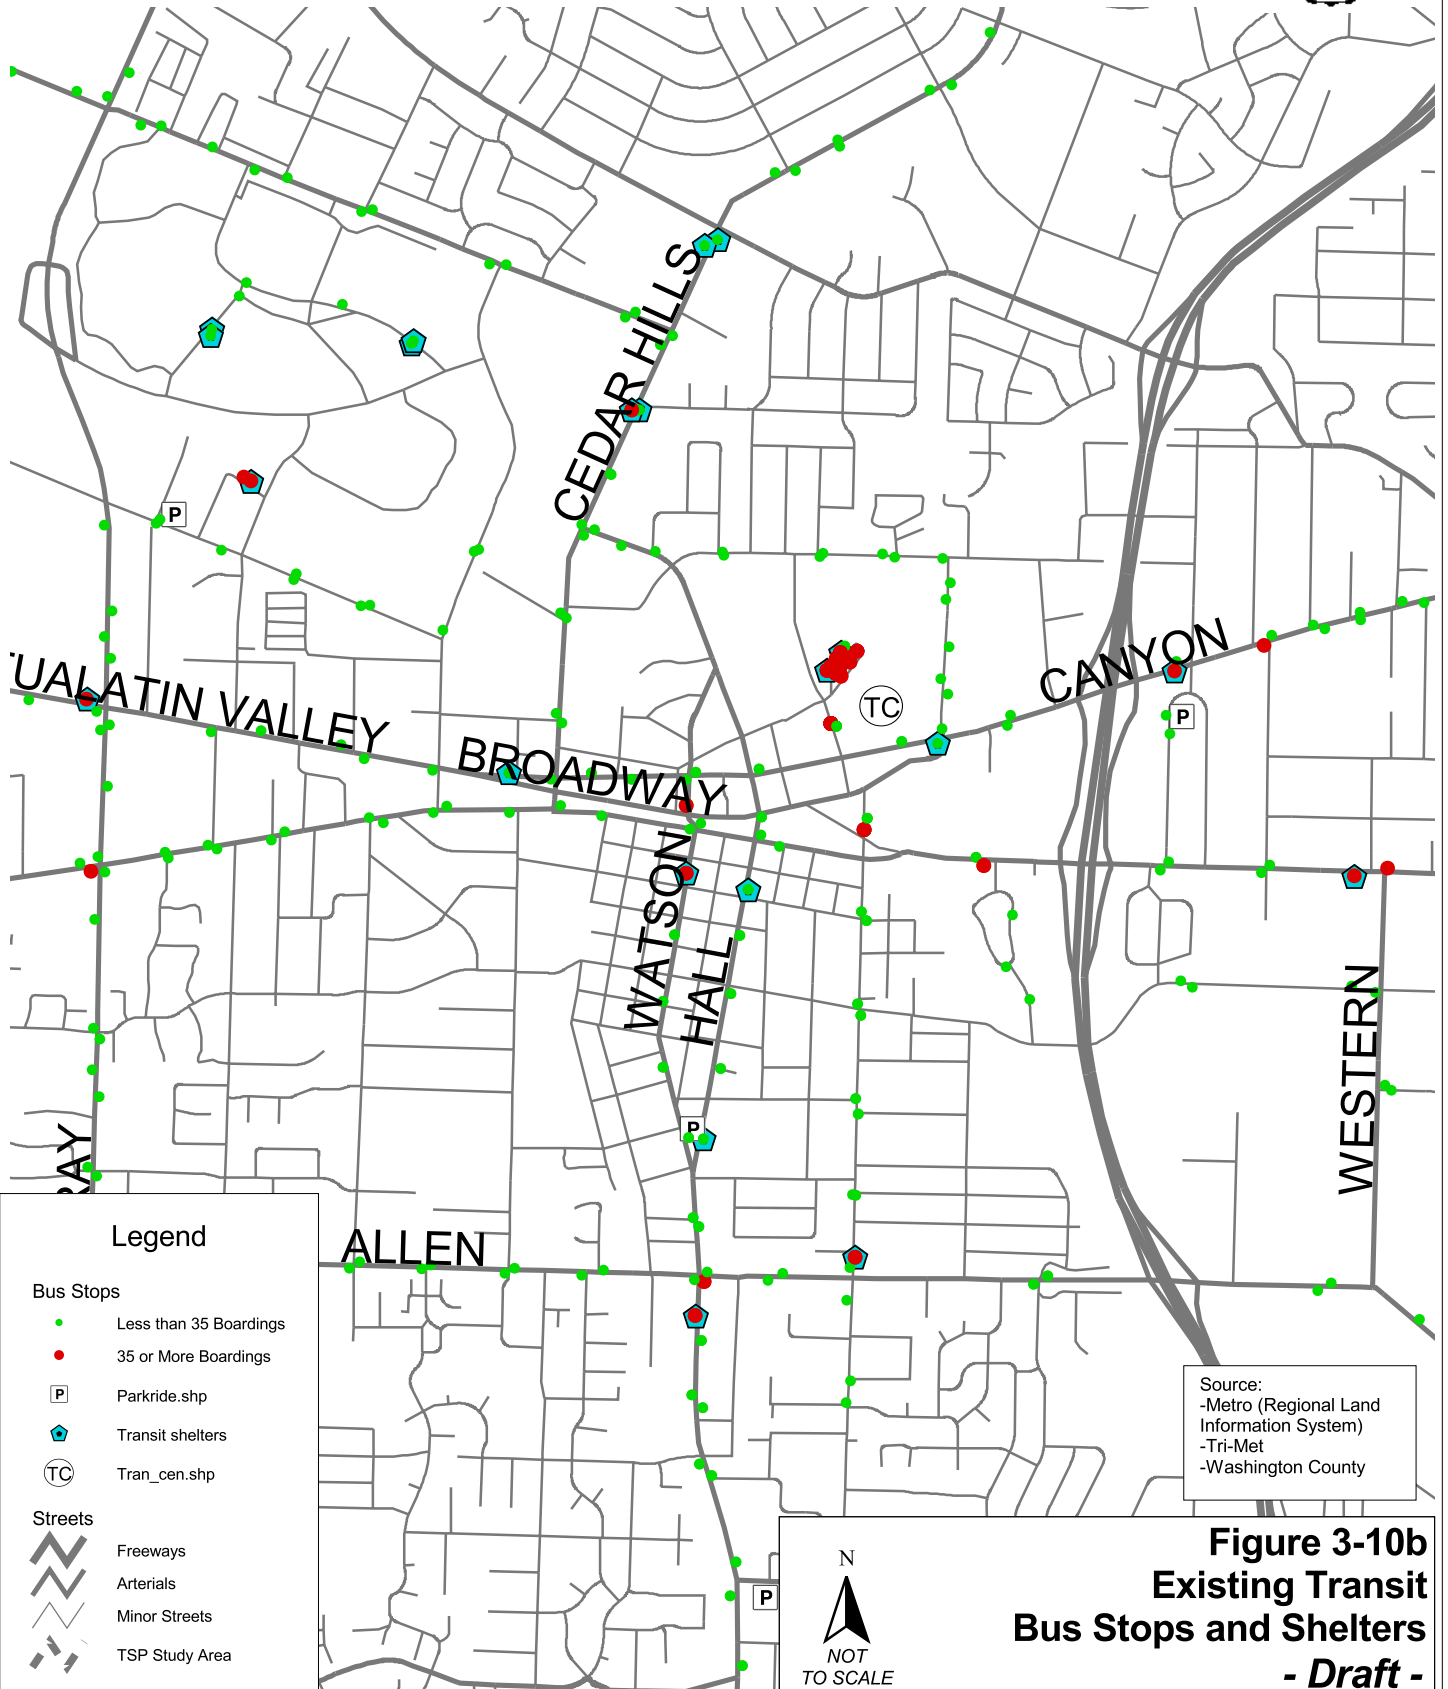 CEDAR HILLS
P
TUALATIN VALLEY
BROADWAY
TC
CANYON
P
WATSON
HALL
WESTERN
P
ALLEN
Legend
Bus Stops
Less than 35 Boardings
35 or More Boardings
P Parkride.shp
Transit shelters
TC Tran_cen.shp
Streets
Freeways
Arterials
Minor Streets
TSP Study Area
Source:
-Metro (Regional Land
Information System)
-Tri-Met
-Washington County
P
N
NOT
TO SCALE
Figure 3-10b
Existing Transit
Bus Stops and Shelters
- Draft -